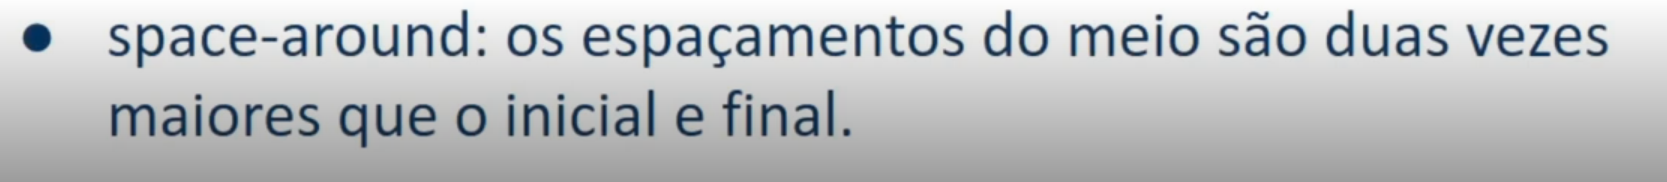 • space-around: os espaçamentos do meio são duas vezes
maiores que o inicial e final.